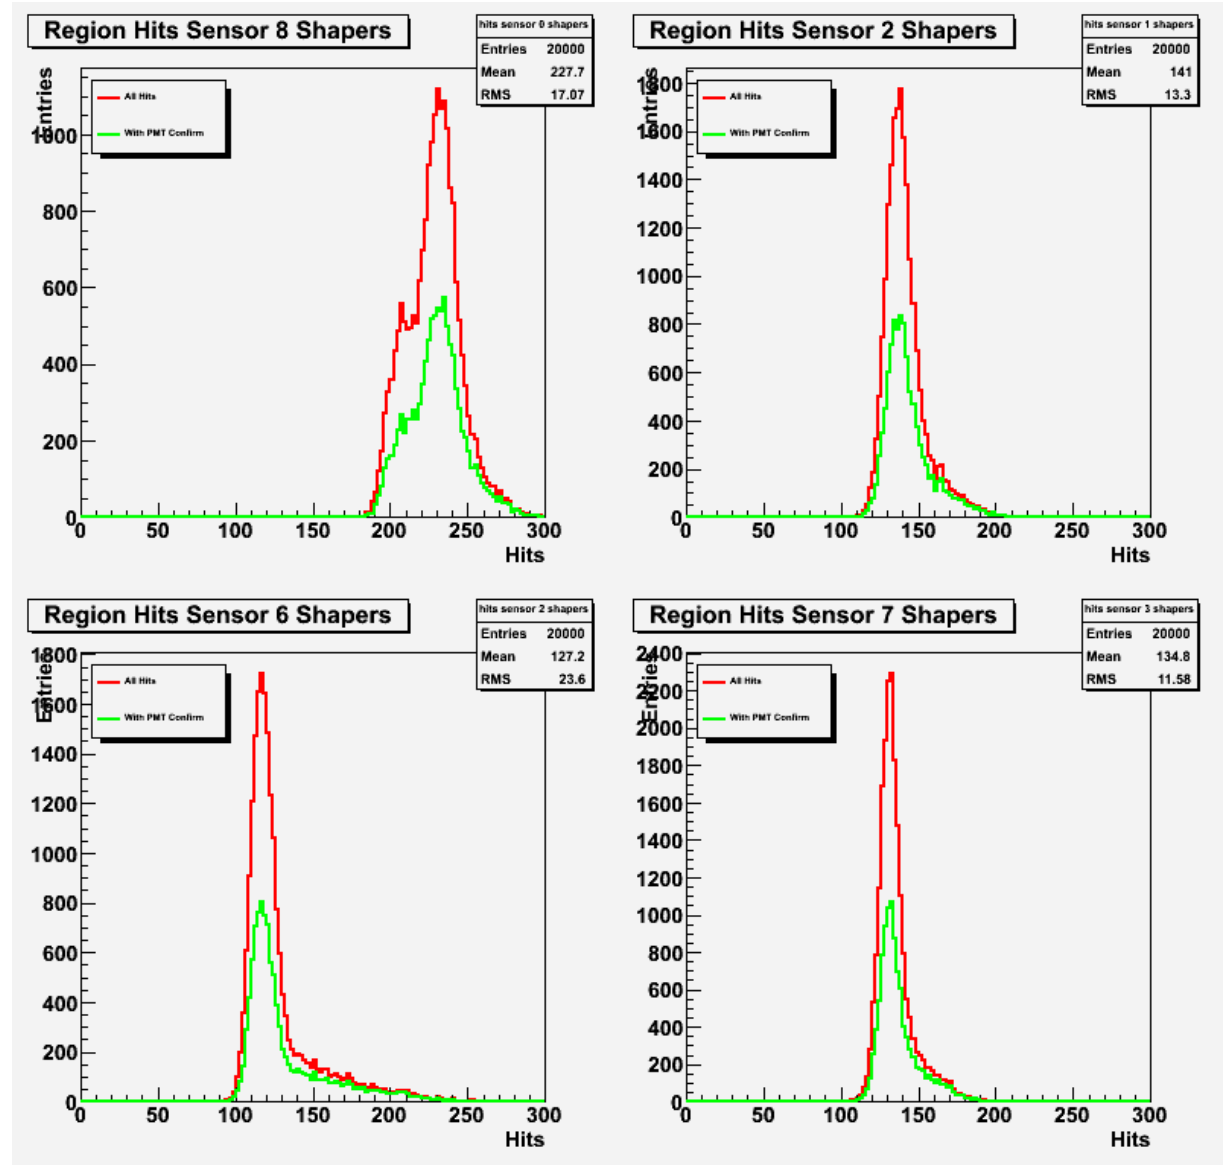 Region Hits Sensor 8 Shapers
hits sensor 0 shapers
Entries 20000
Mean 227.7
RMS 17.07
Entries
All Hits
With PMT Confirm
1000
800
600
400
200
0
0 50 100 150 200 250 300
Hits
Region Hits Sensor 2 Shapers
hits sensor 1 shapers
Entries 20000
Mean 141
RMS 13.3
Entries
All Hits
With PMT Confirm
1800
1600
1400
1200
1000
800
600
400
200
0
0 50 100 150 200 250 300
Hits
Region Hits Sensor 6 Shapers
hits sensor 2 shapers
Entries 20000
Mean 127.2
RMS 23.6
Entries
All Hits
With PMT Confirm
1800
1600
1400
1200
1000
800
600
400
200
0
0 50 100 150 200 250 300
Hits
Region Hits Sensor 7 Shapers
hits sensor 3 shapers
Entries 20000
Mean 134.8
RMS 11.58
Entries
All Hits
With PMT Confirm
2400
2200
2000
1800
1600
1400
1200
1000
800
600
400
200
0
0 50 100 150 200 250 300
Hits